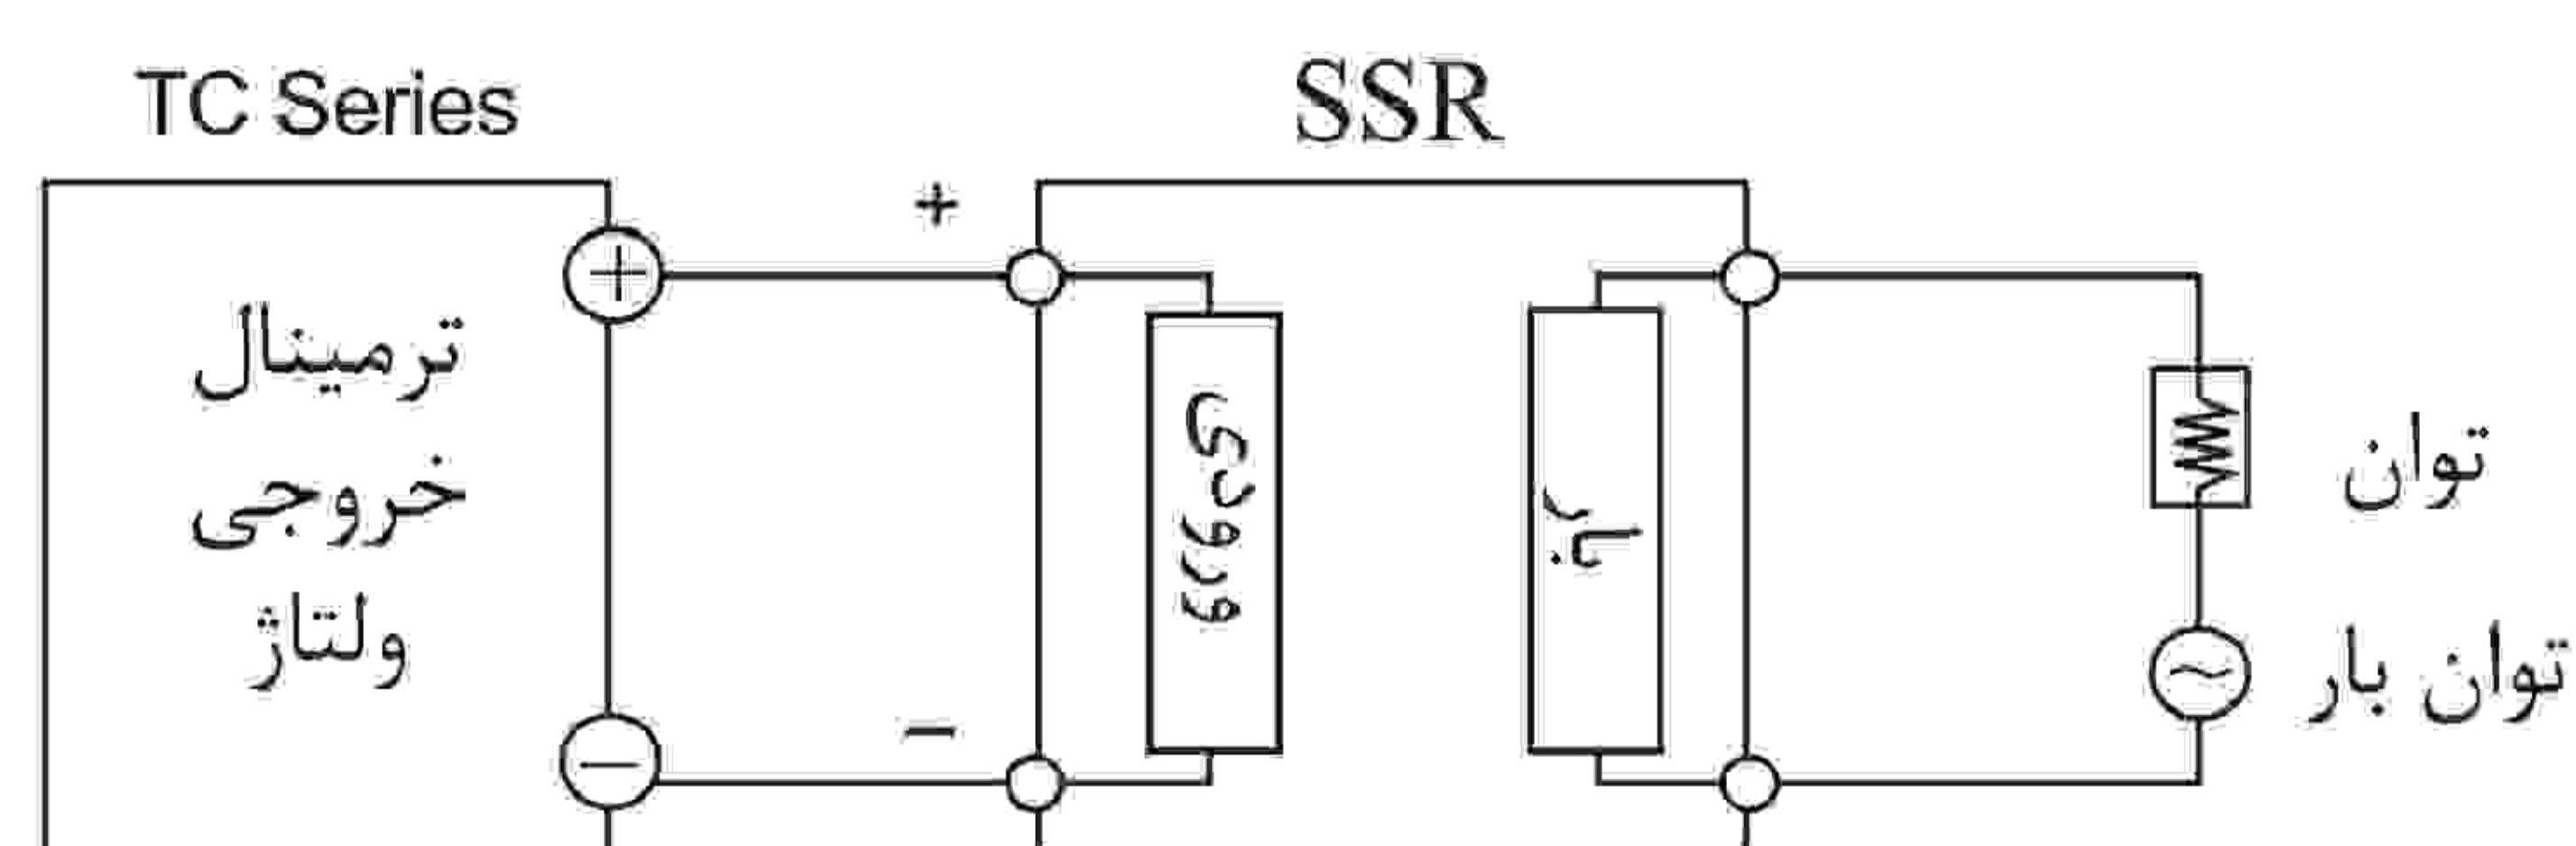 TC Series
SSR
+
ترمینال
خروجی
ولتاژ
ورودی
بار
توان
توان بار